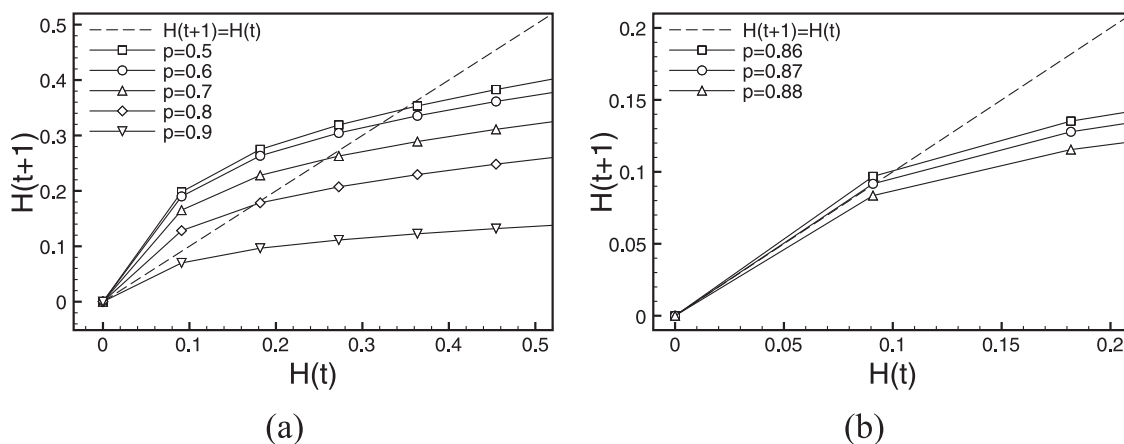 H(t+1)=H(t)
p=0.5
p=0.6
p=0.7
p=0.8
p=0.9
0.5
0.4
0.3
0.2
0.1
0
H(t+1)
0 0.1 0.2 0.3 0.4 0.5
H(t)
(a)
H(t+1)=H(t)
p=0.86
p=0.87
p=0.88
0.2
0.15
0.1
0.05
0
H(t+1)
0 0.05 0.1 0.15 0.2
H(t)
(b)